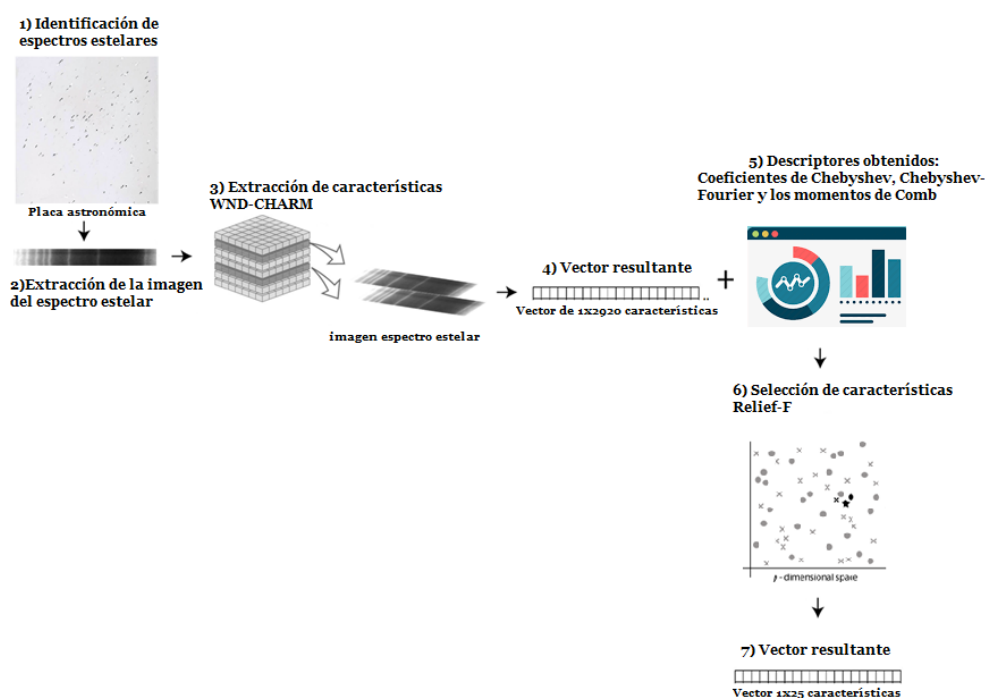 1) Identificación de
espectros estelares
Placa astronómica
2)Extracción de la imagen
del espectro estelar
3) Extracción de características
WND-CHARM
imagen espectro estelar
4) Vector resultante
..
Vector de 1x2920 características
+
5) Descriptores obtenidos:
Coeficientes de Chebyshev, Chebyshev-
Fourier y los momentos de Comb
6) Selección de características
Relief-F
p-dimensional space
7) Vector resultante
Vector 1x25 características